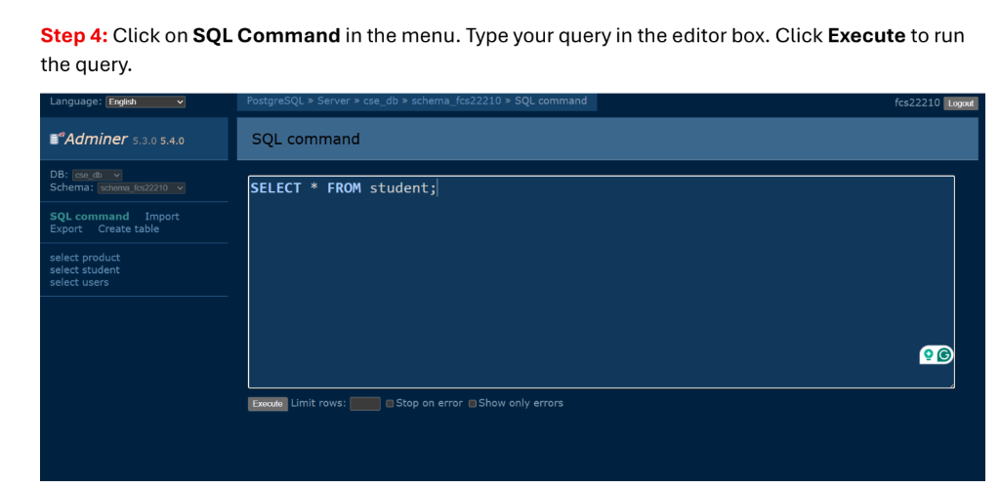 Step 4: Click on SQL Command in the menu. Type your query in the editor box. Click Execute to run
the query.
Language: English
PostgreSQL » Server » cse_db » schema_fcs22210 » SQL command
fcs22210 Logout
Adminer 5.3.0 5.4.0
SQL command
DB: cse_db
Schema: schema_fcs22210
SELECT * FROM student;
SQL command Import
Export Create table
select product
select student
select users
Execute Limit rows: Stop on error Show only errors